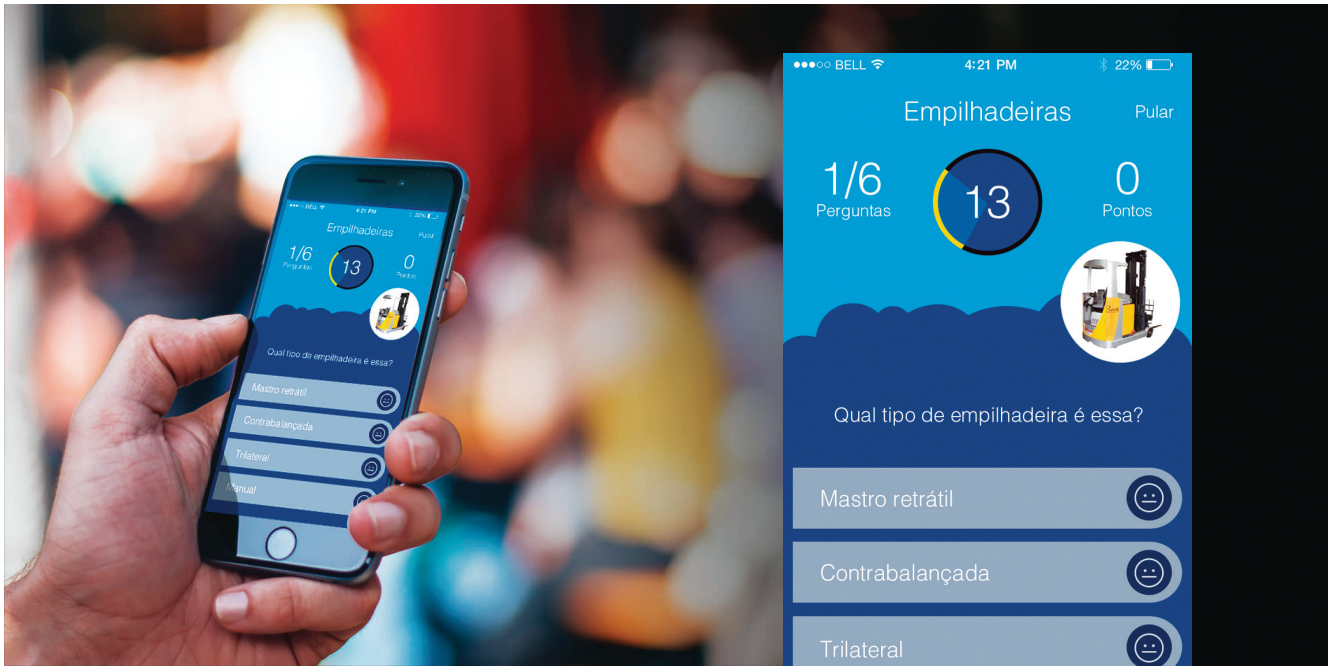 BELL
4:21 PM
22%
Empilhadeiras
Pular
1/6
Perguntas
13
0
Pontos
Qual tipo de empilhadeira é essa?
Mastro retrátil
Contrabalançada
Trilateral
Manual
BELL
4:21 PM
22%
Empilhadeiras
Pular
1/6
Perguntas
13
0
Pontos
Qual tipo de empilhadeira é essa?
Mastro retrátil
Contrabalançada
Trilateral